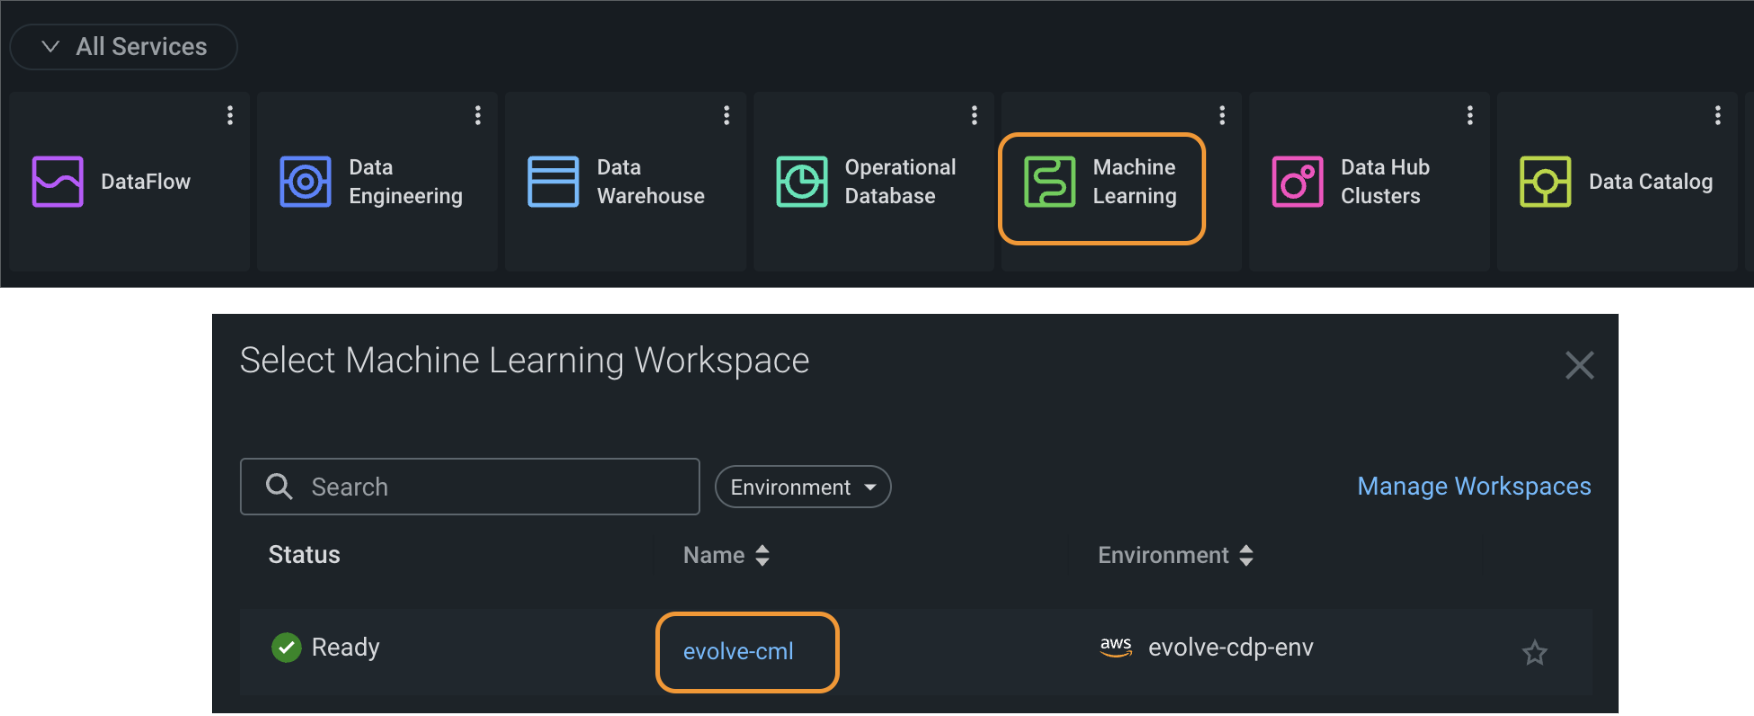 All Services
DataFlow
Data
Engineering
Data
Warehouse
Operational
Database
Machine
Learning
Data Hub
Clusters
Data Catalog
Select Machine Learning Workspace
Search
Environment
Manage Workspaces
Status Name Environment
Ready evolve-cml aws evolve-cdp-env